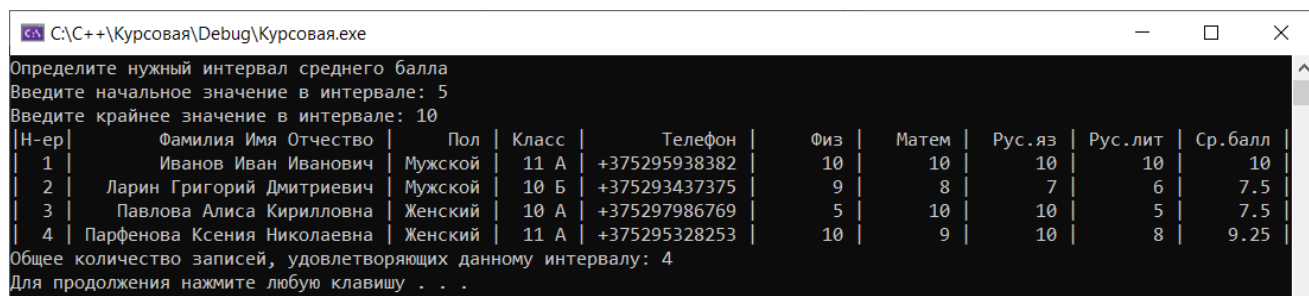 C:\C++\Курсовая\Debug\Курсовая.exe
Определите нужный интервал среднего балла
Введите начальное значение в интервале: 5
Введите крайнее значение в интервале: 10
|Н-ер| Фамилия Имя Отчество | Пол | Класс | Телефон | Физ | Матем | Рус.яз | Рус.лит | Ср.балл |
| 1 | Иванов Иван Иванович | Мужской | 11 А | +375295938382 | 10 | 10 | 10 | 10 | 10 |
| 2 | Ларин Григорий Дмитриевич | Мужской | 10 Б | +375293437375 | 9 | 8 | 7 | 6 | 7.5 |
| 3 | Павлова Алиса Кирилловна | Женский | 10 А | +375297986769 | 5 | 10 | 10 | 5 | 7.5 |
| 4 | Парфенова Ксения Николаевна | Женский | 11 А | +375295328253 | 10 | 9 | 10 | 8 | 9.25 |
Общее количество записей, удовлетворяющих данному интервалу: 4
Для продолжения нажмите любую клавишу . . .